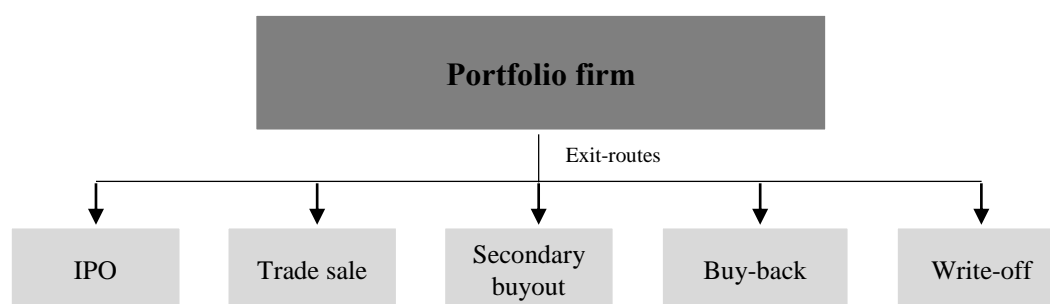 Portfolio firm
Exit-routes
IPO
Trade sale
Secondary
buyout
Buy-back
Write-off